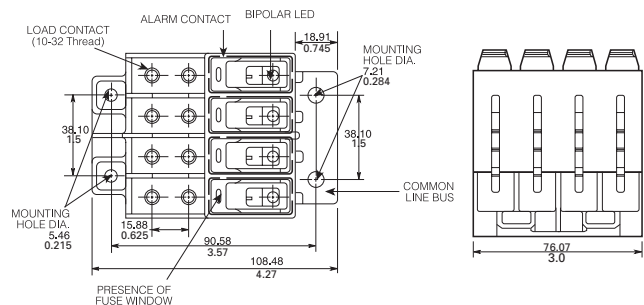 ALARM CONTACT
BIPOLAR LED
LOAD CONTACT
(10-32 Thread)
18.91
0.745
MOUNTING
HOLE DIA.
7.21
0.284
38.10
1.5
38.10
1.5
COMMON
LINE BUS
MOUNTING
HOLE DIA.
5.46
0.215
15.88
0.625
90.58
3.57
108.48
4.27
PRESENCE OF
FUSE WINDOW
76.07
3.0